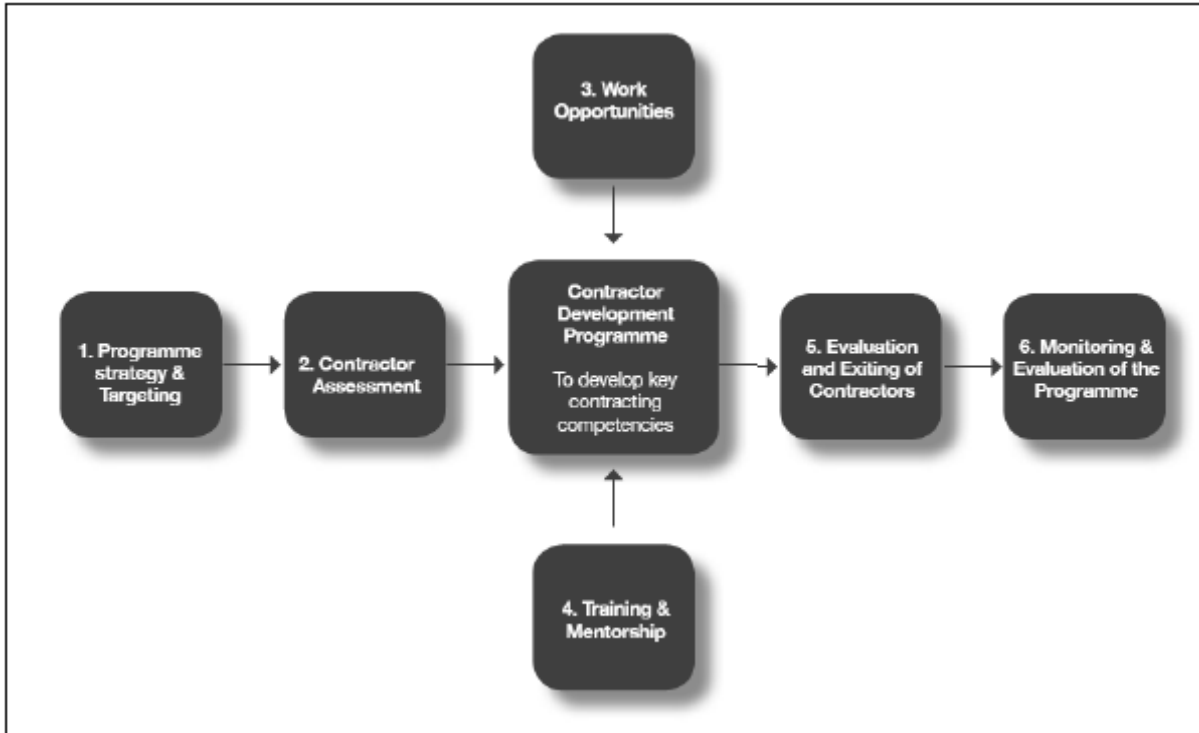 3. Work
Opportunities
1. Programme
strategy &
Targeting
2. Contractor
Assessment
Contractor
Development
Programme
To develop key
contracting
competencies
5. Evaluation
and Exiting of
Contractors
6. Monitoring &
Evaluation of the
Programme
4. Training &
Mentorship